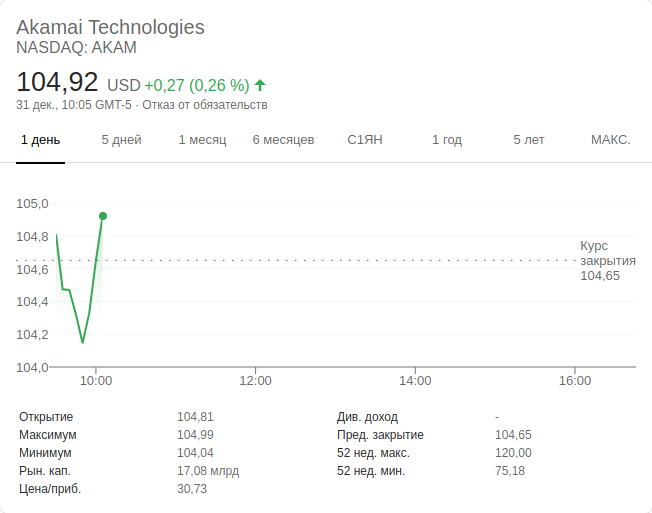 Akamai Technologies
NASDAQ: AKAM
104,92 USD +0,27 (0,26 %)
31 дек., 10:05 GMT-5 · Отказ от обязательств
1 день 5 дней 1 месяц 6 месяцев С1ЯН 1 год 5 лет МАКС.
105,0
104,8
104,6
104,4
104,2
104,0
Курс
закрытия
104,65
10:00 12:00 14:00 16:00
Открытие 104,81 Див. доход -
Максимум 104,99 Пред. закрытие 104,65
Минимум 104,04 52 нед. макс. 120,00
Рын. кап. 17,08 млрд 52 нед. мин. 75,18
Цена/приб. 30,73